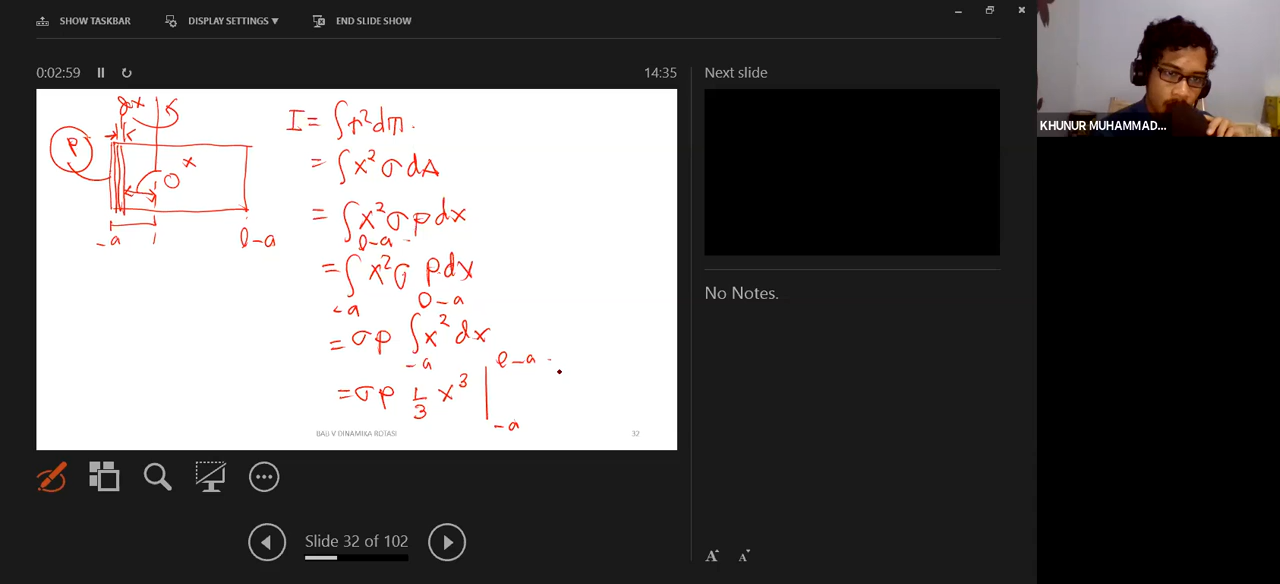 SHOW TASKBAR
DISPLAY SETTINGS ▼
END SLIDE SHOW
0:02:59
14:35
Next slide
KHUNUR MUHAMMAD...
No Notes.
dx
P
x
O
-a
l-a
I = ∫r²dm.
= ∫x² σ dA
= ∫x² σ p dx
l-a
= ∫x² σ p dx
-a
l-a
= σp ∫x² dx
-a
= σp 1/3 x³ |
l-a
-a
BAB V DINAMIKA ROTASI
32
Slide 32 of 102
A
A